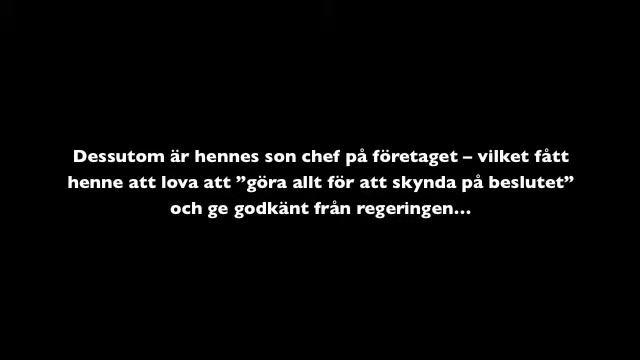 Dessutom är hennes son chef på företaget – vilket fått
henne att lova att ”göra allt för att skynda på beslutet”
och ge godkänt från regeringen...